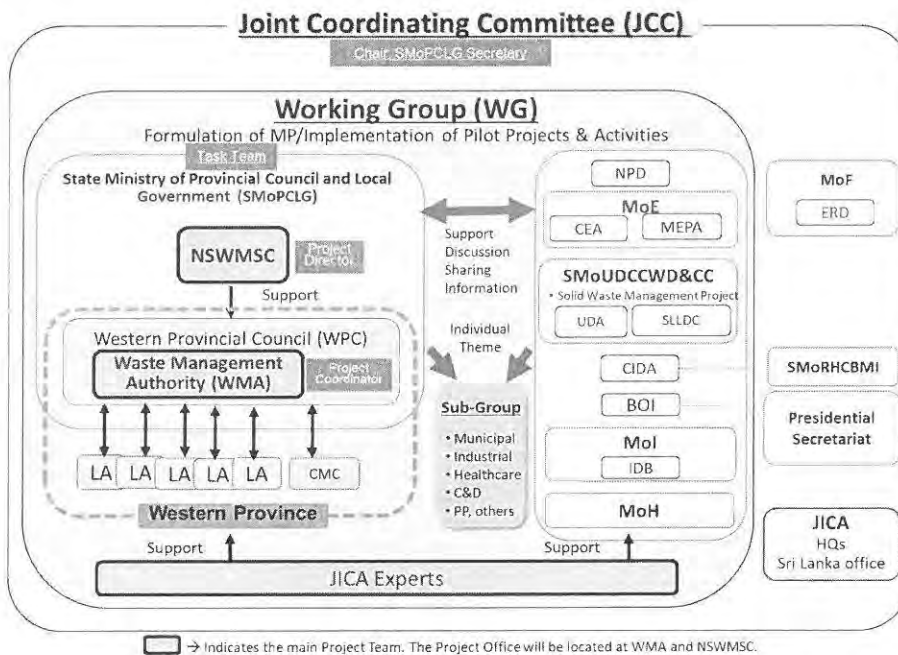 Joint Coordinating Committee (JCC)
Chair: SMoPCLG Secretary
Working Group (WG)
Formulation of MP/Implementation of Pilot Projects & Activities
Task Team
State Ministry of Provincial Council and Local
Government (SMoPCLG)
NSWMSC
Project
Director
Support
Western Provincial Council (WPC)
Waste Management
Authority (WMA)
Project
Coordinator
LA
LA
LA
LA
LA
CMC
Western Province
Support
Discussion
Sharing
Information
Individual
Theme
Sub-Group
• Municipal
• Industrial
• Healthcare
• C&D
• PP, others
NPD
MoE
CEA
MEPA
SMoUDCCWD&CC
• Solid Waste Management Project
UDA
SLLDC
CIDA
BOI
MoI
IDB
MoH
Support
Support
JICA Experts
MoF
ERD
SMoRHCBMI
Presidential
Secretariat
JICA
HQs
Sri Lanka office
→ Indicates the main Project Team. The Project Office will be located at WMA and NSWMSC.